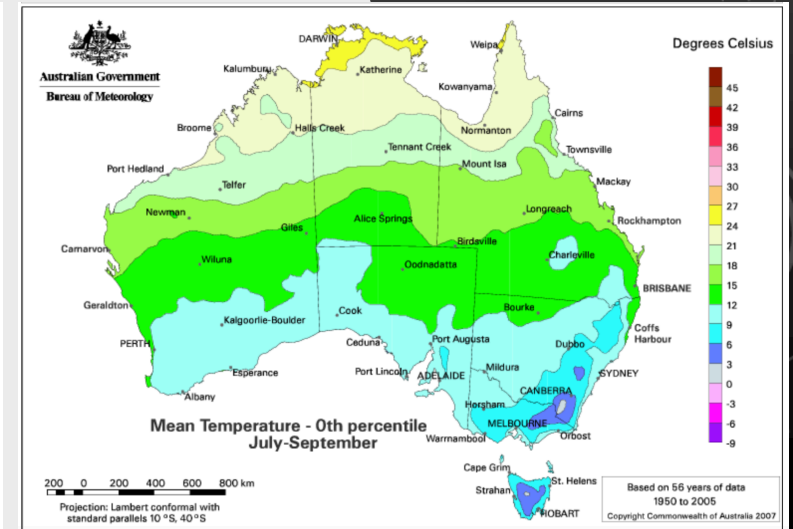 DARWIN
Weipa
Degrees Celsius
Australian Government
Bureau of Meteorology
Kalumburu
Katherine
Kowanyama
45
42
39
36
33
30
27
24
21
18
15
12
9
6
3
0
-3
-6
-9
Broome
Halls Creek
Normanton
Cairns
Tennant Creek
Townsville
Port Hedland
Mount Isa
Telfer
Mackay
Newman
Alice Springs
Longreach
Rockhampton
Giles
Carnarvon
Birdsville
Wiluna
Oodnadatta
Charleville
BRISBANE
Geraldton
Cook
Bourke
Kalgoorlie-Boulder
Coffs
Harbour
PERTH
Ceduna
Port Augusta
Dubbo
Esperance
Port Lincoln
ADELAIDE
Mildura
SYDNEY
Albany
CANBERRA
Horsham
Mean Temperature - 0th percentile
July-September
MELBOURNE
Warrnambool
Orbost
Cape Grim
St. Helens
Strahan
HOBART
200 0 200 400 600 800 km
Projection: Lambert conformal with
standard parallels 10 °S, 40 °S
Based on 56 years of data
1950 to 2005
Copyright Commonwealth of Australia 2007